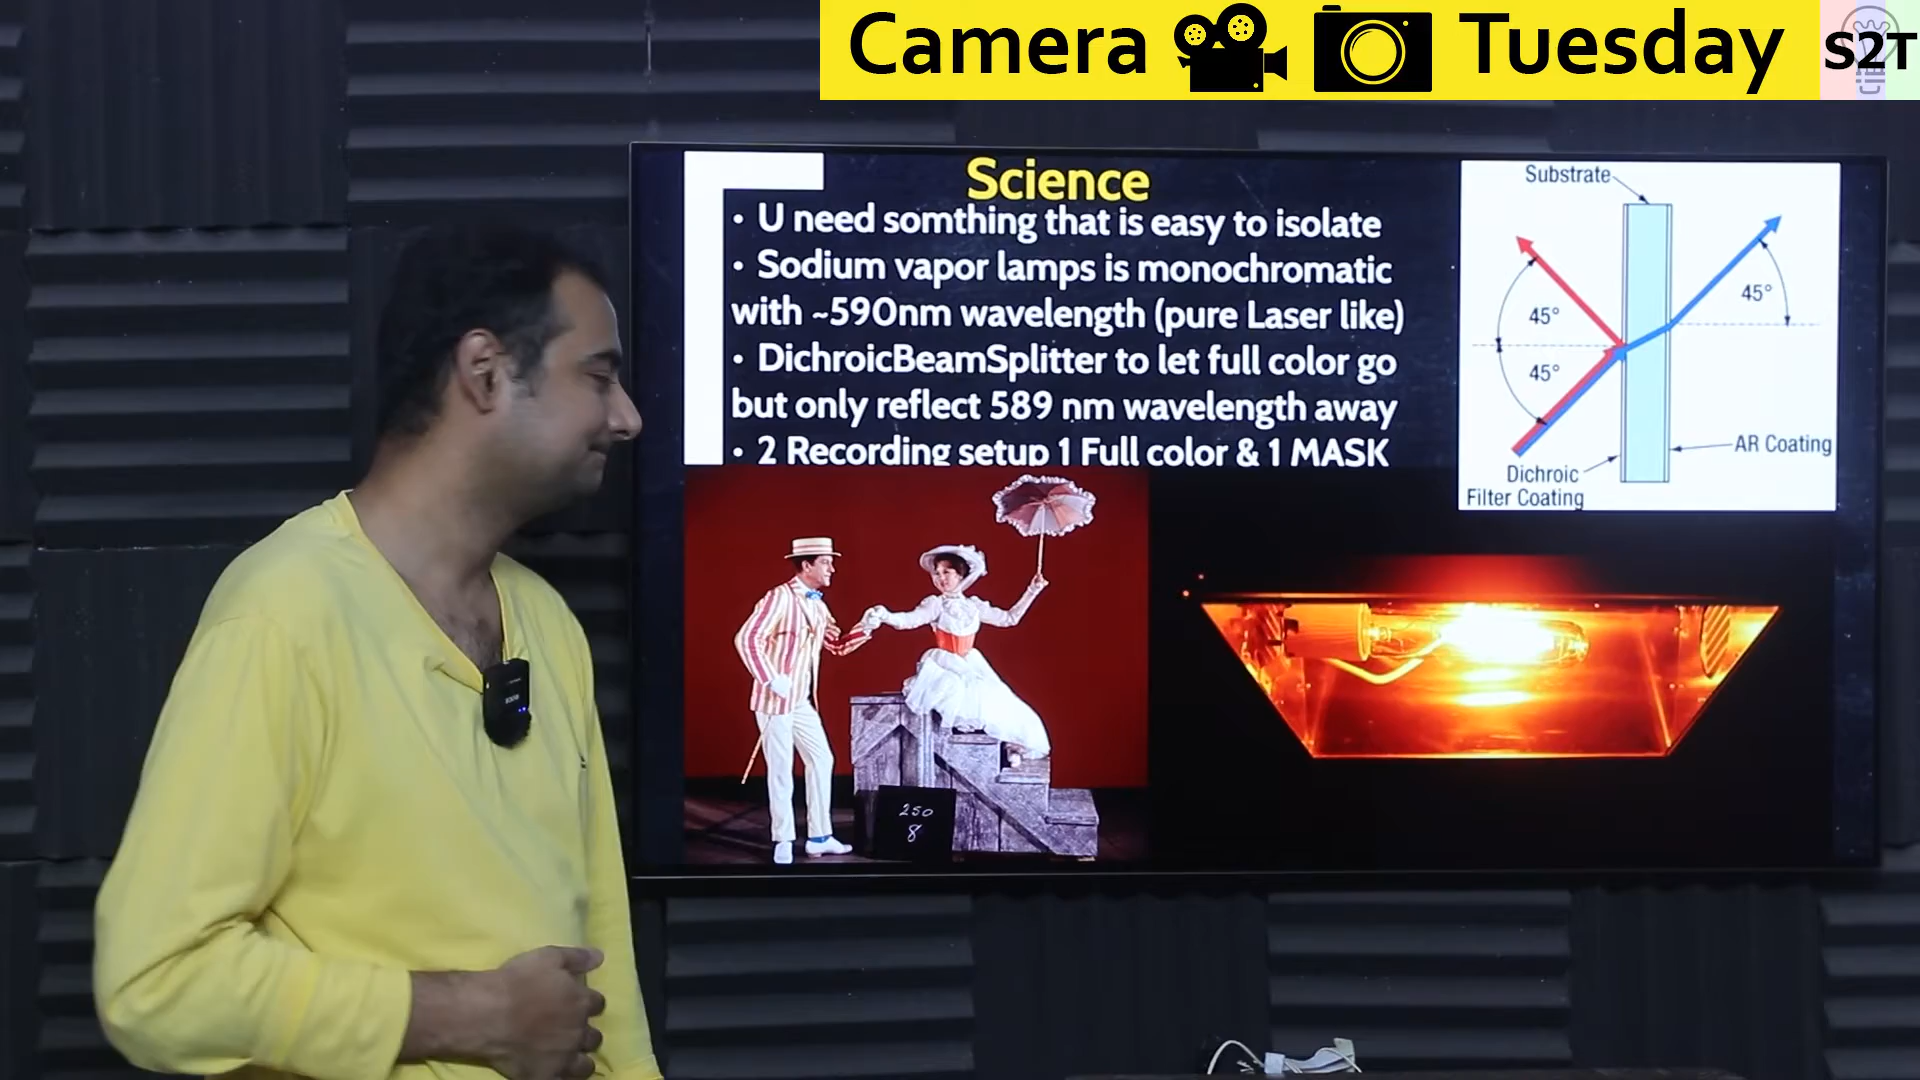 Camera Tuesday S2T
Science
• U need somthing that is easy to isolate
• Sodium vapor lamps is monochromatic
with ~590nm wavelength (pure Laser like)
• DichroicBeamSplitter to let full color go
but only reflect 589 nm wavelength away
• 2 Recording setup 1 Full color & 1 MASK
Substrate
45°
45°
45°
AR Coating
Dichroic
Filter Coating
250
8